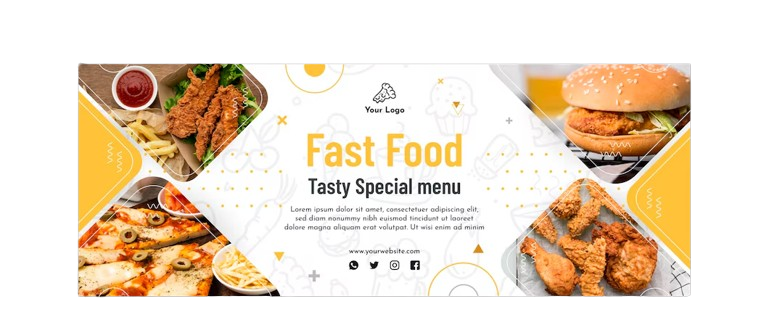 Your Logo
Fast Food
Tasty Special menu
Lorem ipsum dolor sit amet, consectetuer adipiscing elit,
sed diam nonummy nibh euismod tincidunt ut laoreet
dolore magna aliquam erat volutpat. Ut wisi enim ad minim
www.yourwebsite.com